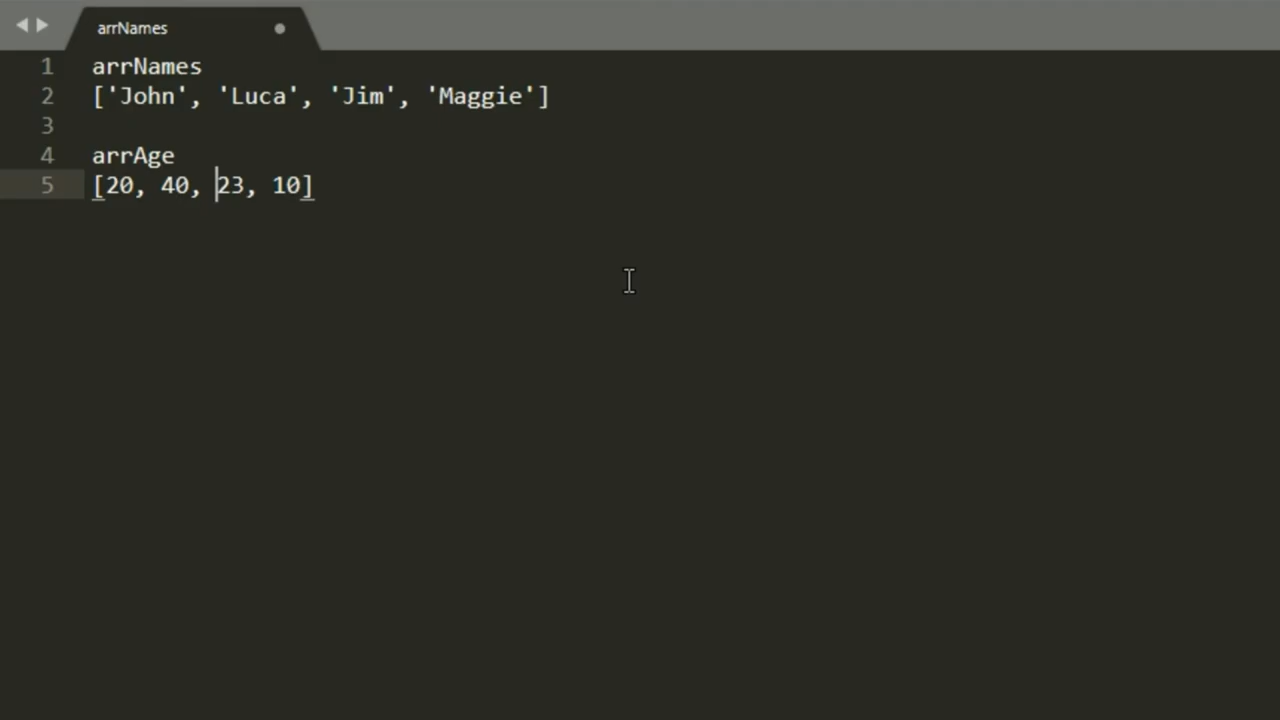 arrNames
1 arrNames
2 ['John', 'Luca', 'Jim', 'Maggie']
3
4 arrAge
5 [20, 40, 23, 10]